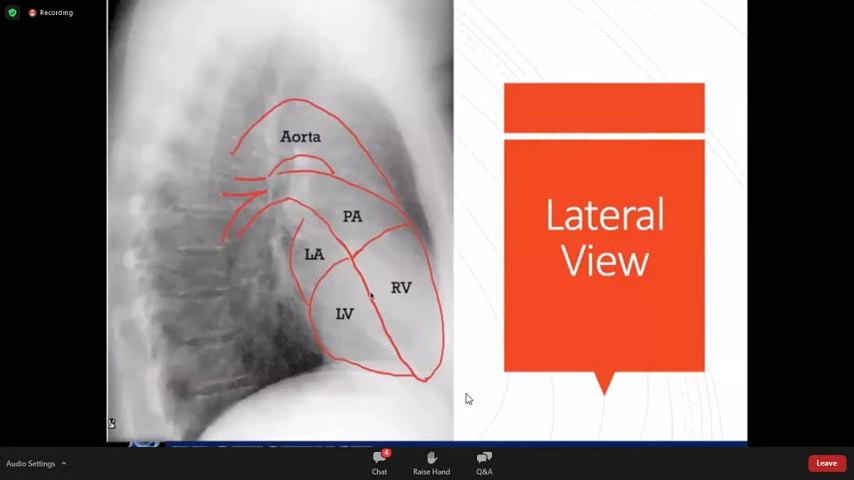 Recording
Aorta
PA
LA
RV
LV
Lateral
View
Audio Settings
4
Chat
Raise Hand
Q&A
Leave